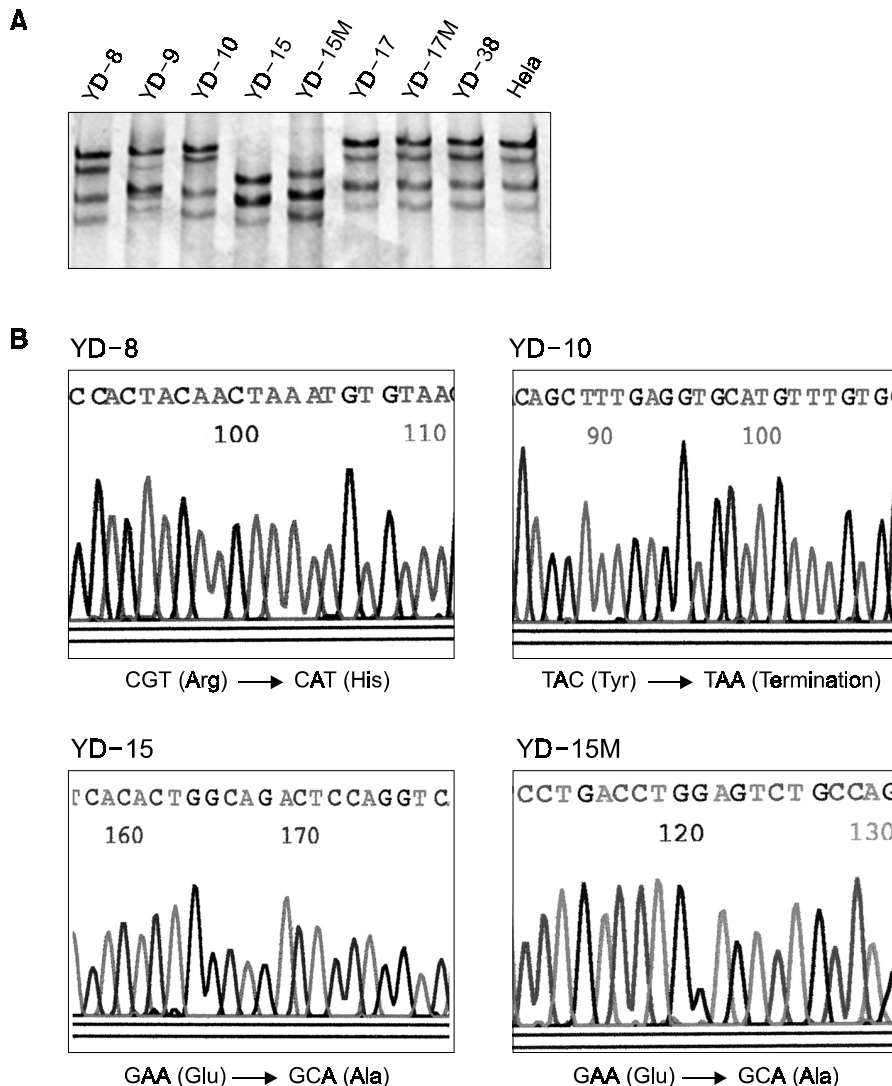 A
YD-8 YD-9 YD-10 YD-15 YD-15M YD-17 YD-17M YD-38 Hela
B
YD-8
CCACTACAACTAAATGTGTAAG
100 110
CGT (Arg) → CAT (His)
YD-10
CAGCTTTGAGGTGCATGTTTGTG
90 100
TAC (Tyr) → TAA (Termination)
YD-15
TCACACTGGCAGACTCCAGGTC
160 170
GAA (Glu) → GCA (Ala)
YD-15M
CCTGACCTGGAGTCTGCCAG
120 130
GAA (Glu) → GCA (Ala)